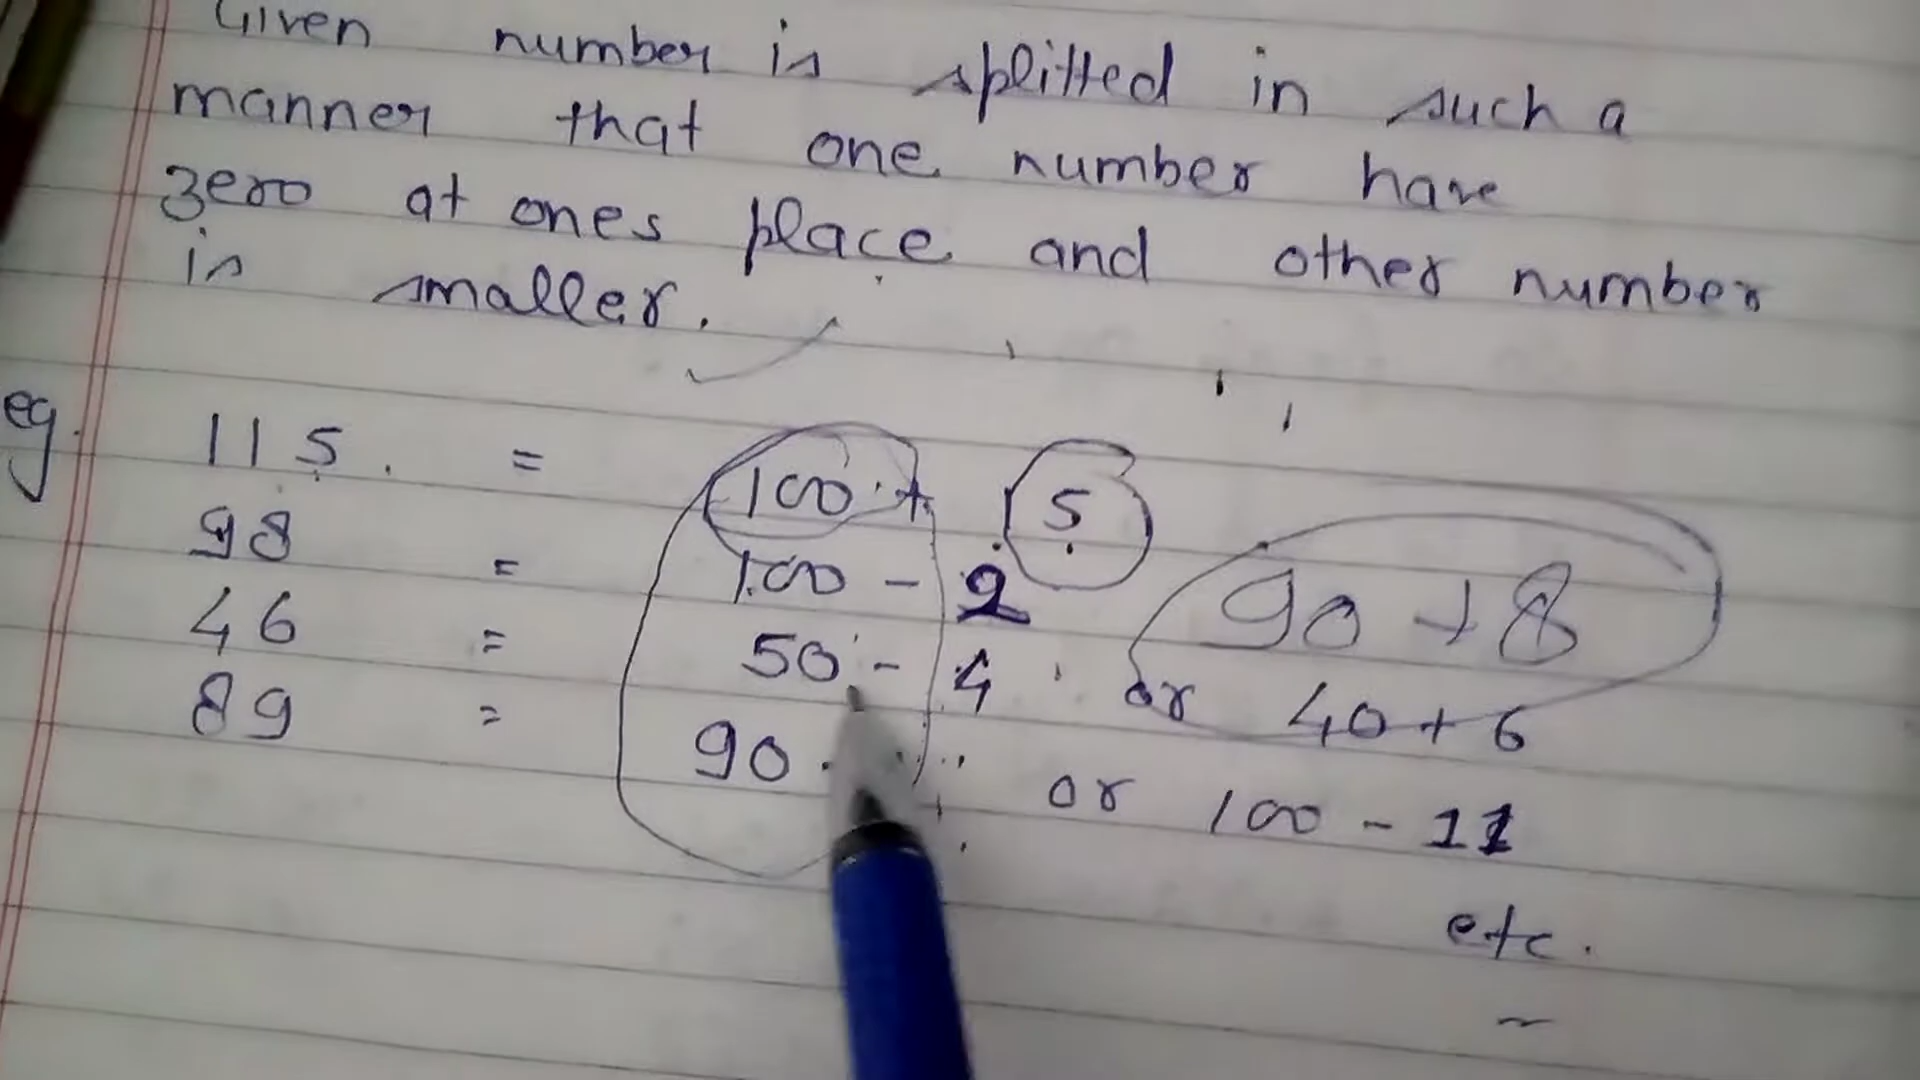 Given number is splitted in such a
manner that one number have
zero at ones place and other number
is smaller.
eg. 115. = 100 + 5
98 = 100 - 2 90 + 8
46 = 50 - 4 or 40 + 6
89 = 90 or 100 - 11
etc.